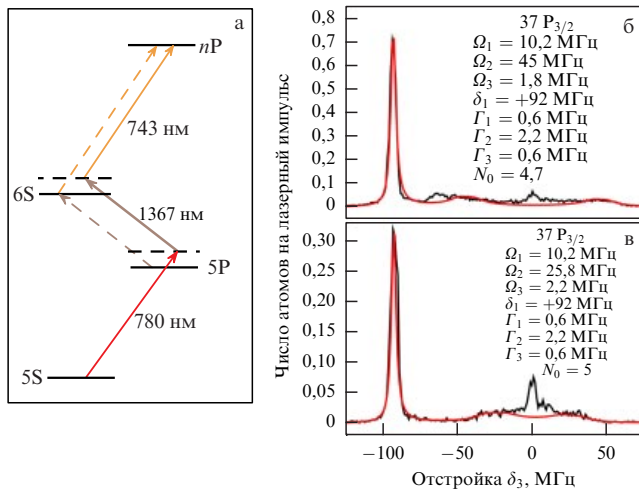 а
nP
743 нм
6S
1367 нм
5P
780 нм
5S
Число атомов на лазерный импульс
б
0,8
0,7
0,6
0,5
0,4
0,3
0,2
0,1
0
37 P₃/₂
Ω₁ = 10,2 МГц
Ω₂ = 45 МГц
Ω₃ = 1,8 МГц
δ₁ = +92 МГц
Γ₁ = 0,6 МГц
Γ₂ = 2,2 МГц
Γ₃ = 0,6 МГц
N₀ = 4,7
в
0,30
0,25
0,20
0,15
0,10
0,05
0
37 P₃/₂
Ω₁ = 10,2 МГц
Ω₂ = 25,8 МГц
Ω₃ = 2,2 МГц
δ₁ = +92 МГц
Γ₁ = 0,6 МГц
Γ₂ = 2,2 МГц
Γ₃ = 0,6 МГц
N₀ = 5
−100 −50 0 50
Отстройка δ₃, МГц